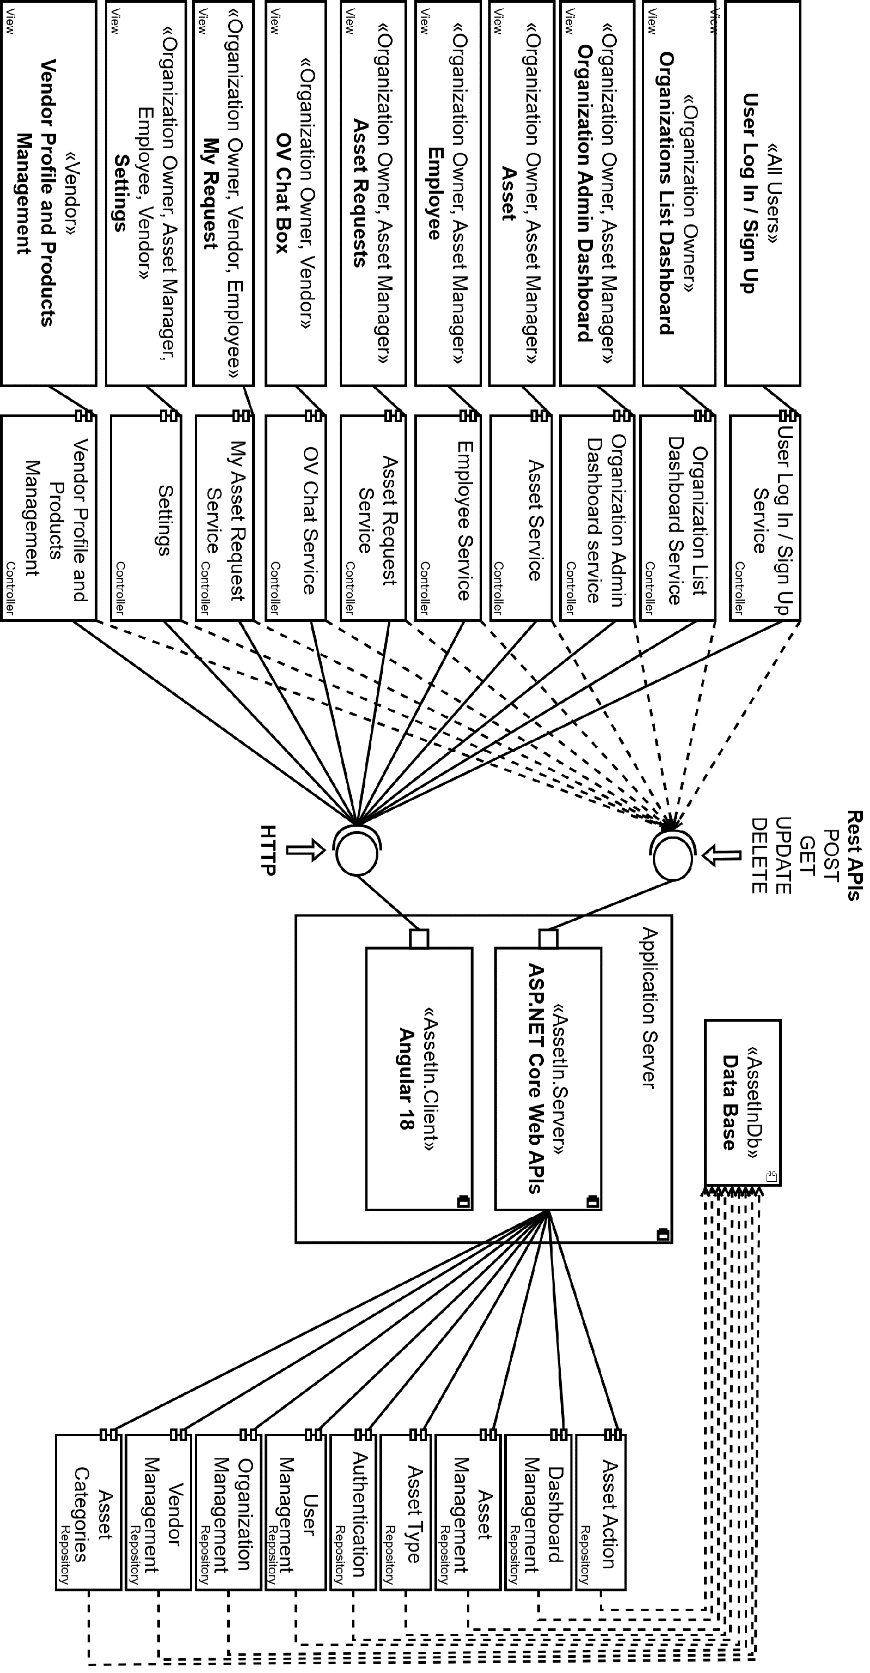 «All Users»
User Log In / Sign Up
View
«Organization Owner»
Organizations List Dashboard
View
«Organization Owner, Asset Manager»
Organization Admin Dashboard
View
«Organization Owner, Asset Manager»
Asset
View
«Organization Owner, Asset Manager»
Employee
View
«Organization Owner, Asset Manager»
Asset Requests
View
«Organization Owner, Vendor»
OV Chat Box
View
«Organization Owner, Vendor, Employee»
My Request
View
«Organization Owner, Asset Manager,
Employee, Vendor»
Settings
View
«Vendor»
Vendor Profile and Products
Management
View
User Log In / Sign Up
Service
Controller
Organization List
Dashboard Service
Controller
Organization Admin
Dashboard service
Controller
Asset Service
Controller
Employee Service
Controller
Asset Request
Service
Controller
OV Chat Service
Controller
My Asset Request
Service
Controller
Settings
Controller
Vendor Profile and
Products
Management
Controller
Rest APIs
POST
GET
UPDATE
DELETE
HTTP
Application Server
«AssetIn.Server»
ASP.NET Core Web APIs
«AssetIn.Client»
Angular 18
«AssetInDb»
Data Base
Asset Action
Repository
Dashboard
Management
Repository
Asset
Management
Repository
Asset Type
Repository
Authentication
Repository
User
Management
Repository
Organization
Management
Repository
Vendor
Management
Repository
Asset
Categories
Repository